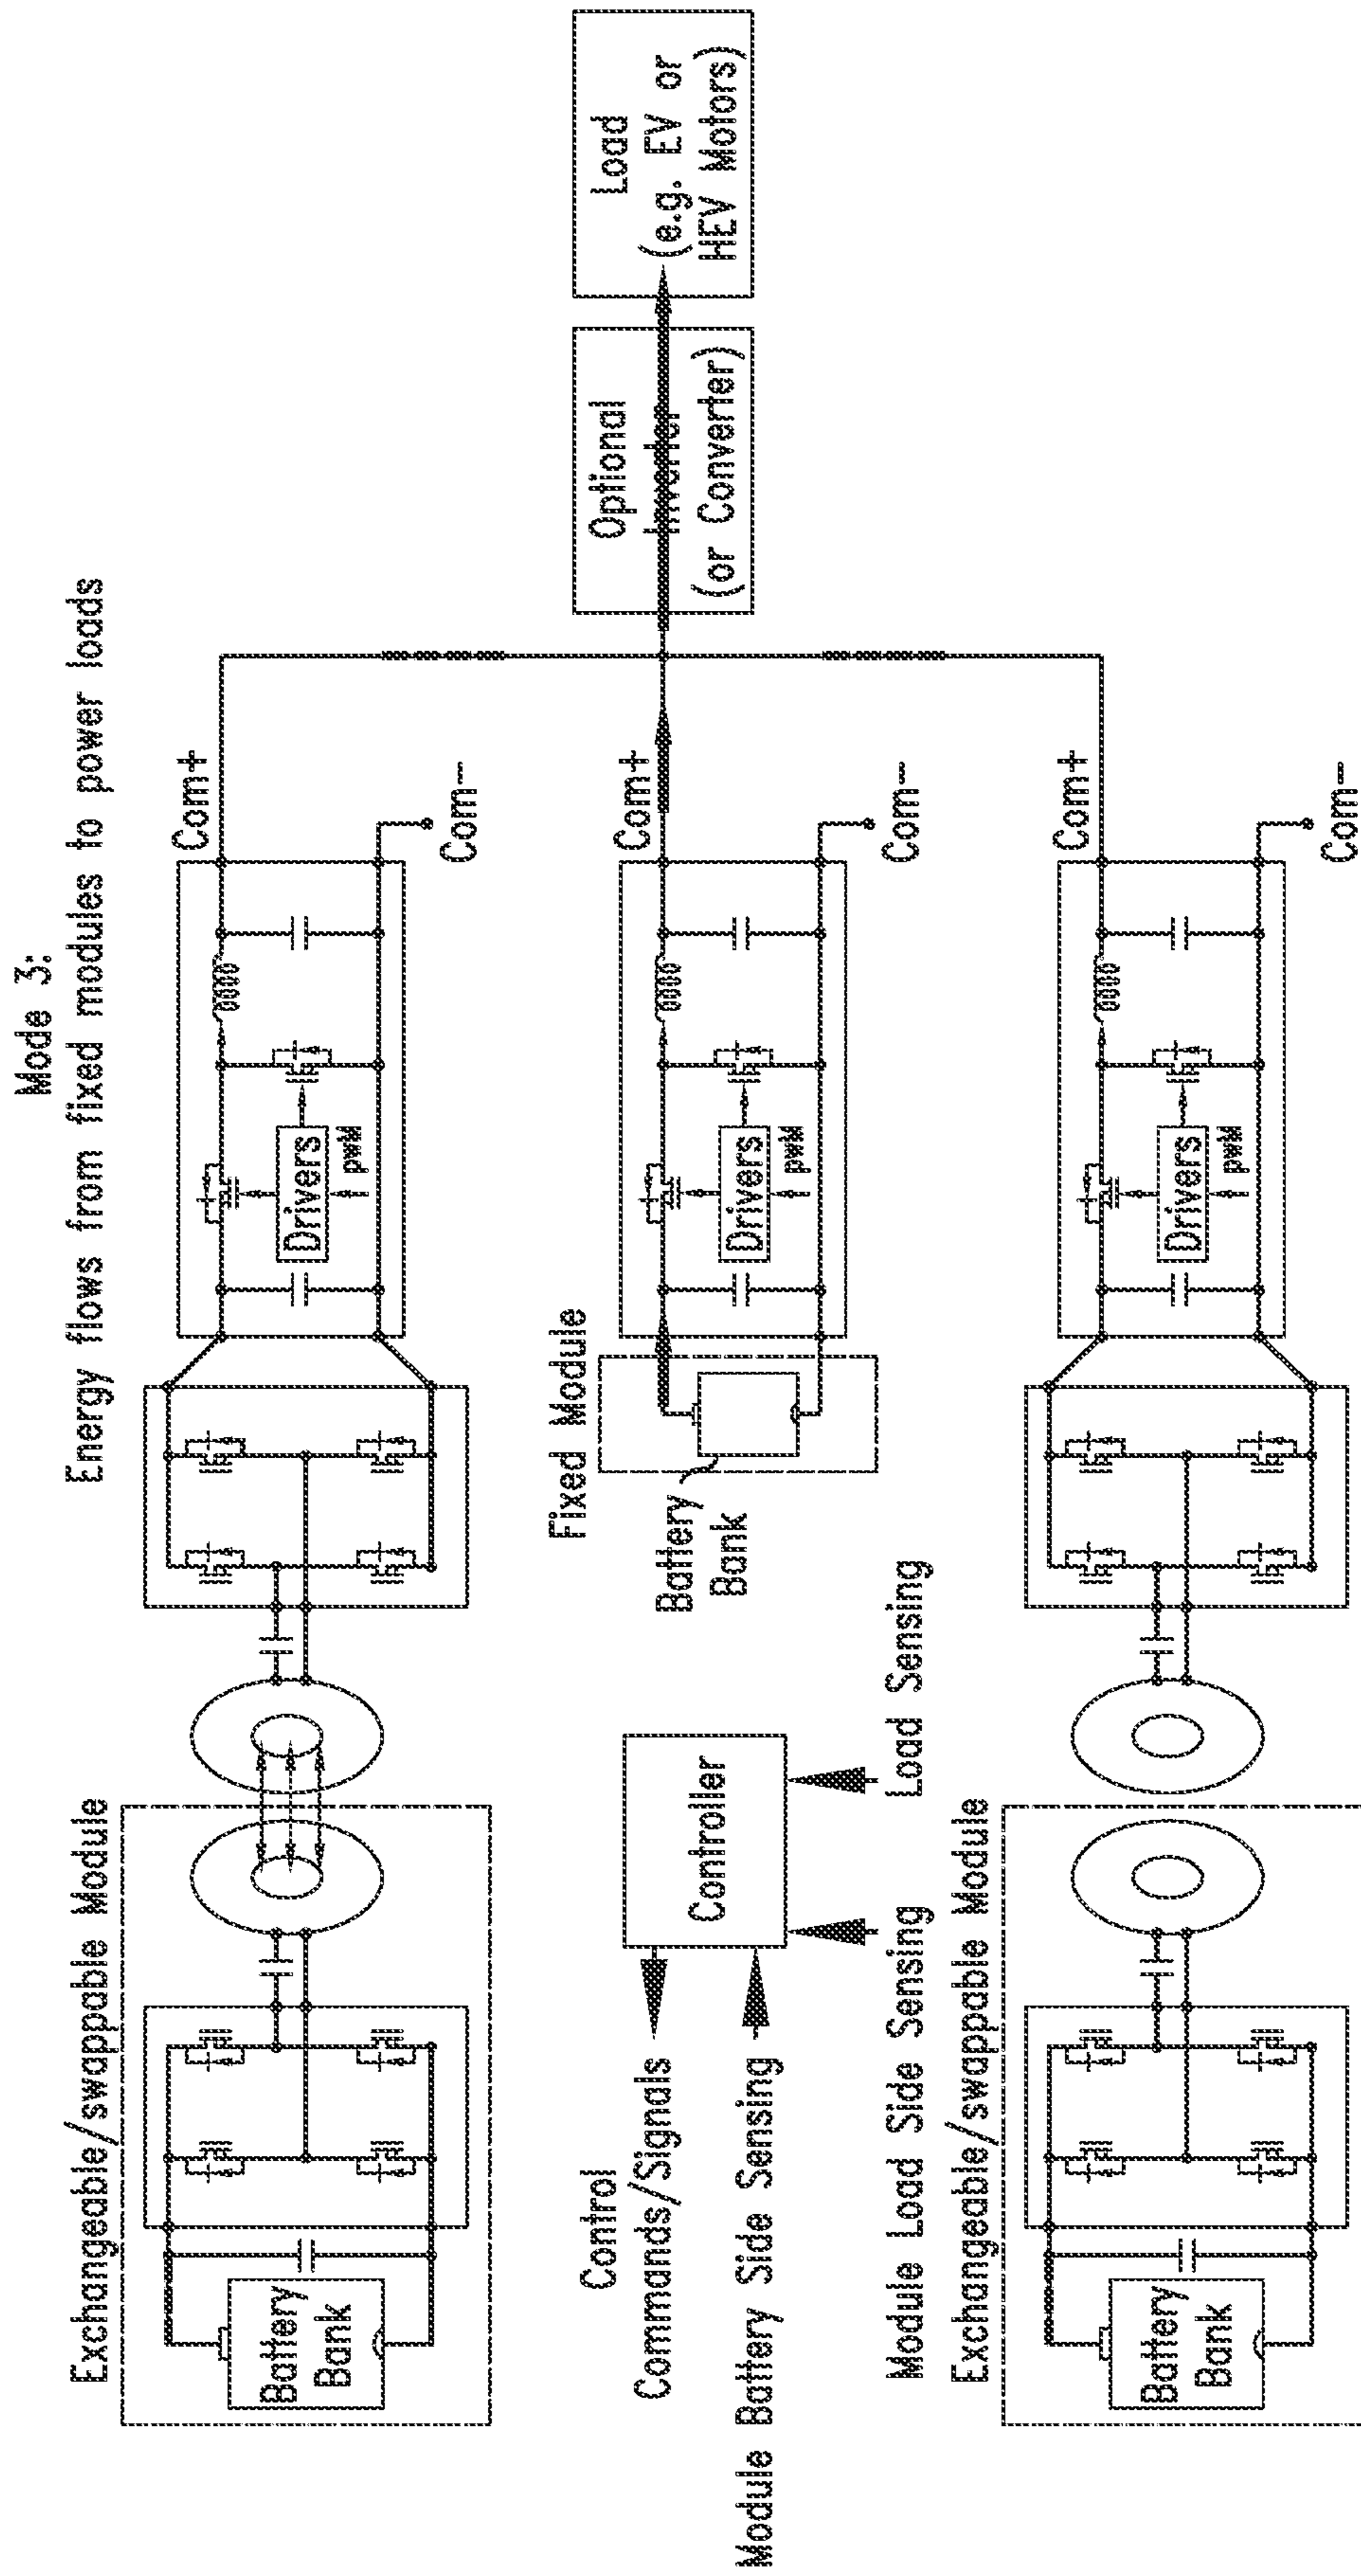 Mode 3:
Energy flows from fixed modules to power loads
Exchangeable/swappable Module
Battery
Bank
Drivers
pwM
Com+
Com−
Control
Commands/Signals
Module Battery Side Sensing
Controller
Module Load Side Sensing
Load Sensing
Fixed Module
Battery
Bank
Drivers
pwM
Com+
Com−
Optional
Inverter
(or Converter)
Load
(e.g. EV or
HEV Motors)
Exchangeable/swappable Module
Battery
Bank
Drivers
pwM
Com+
Com−